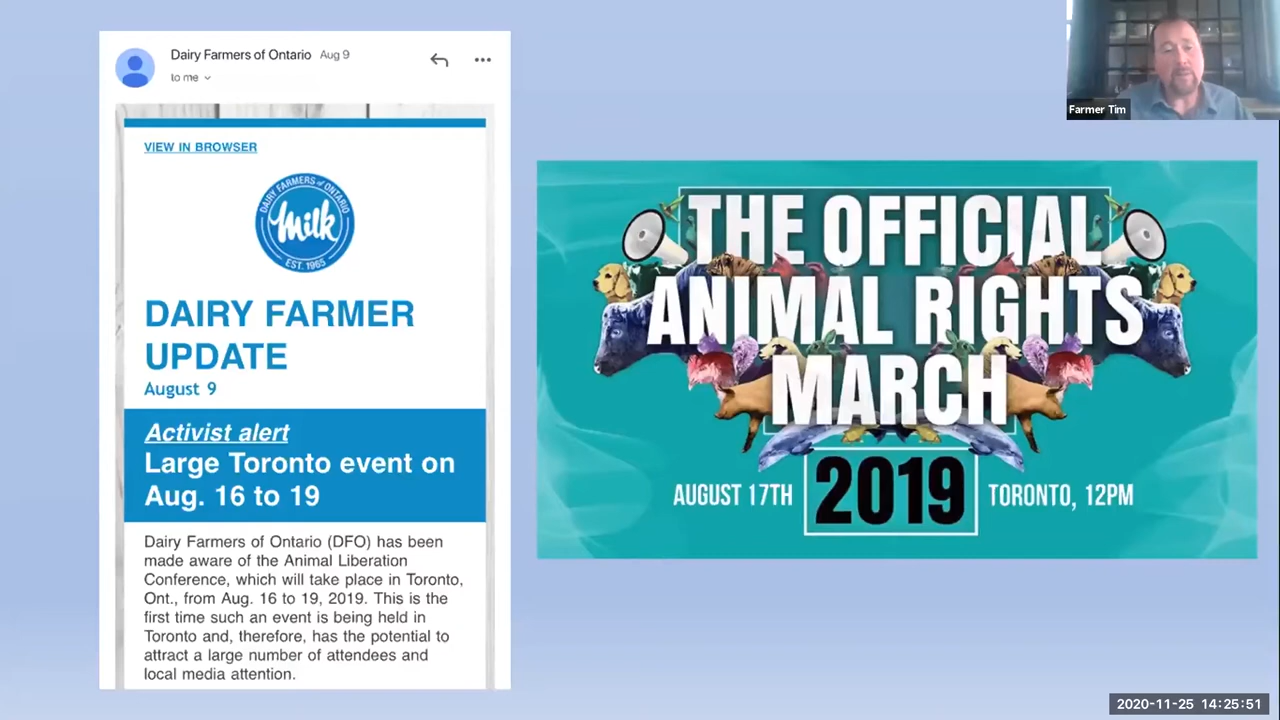 Dairy Farmers of Ontario Aug 9
to me
VIEW IN BROWSER
DAIRY FARMERS of ONTARIO
Milk
EST. 1965
DAIRY FARMER
UPDATE
August 9
Activist alert
Large Toronto event on
Aug. 16 to 19
Dairy Farmers of Ontario (DFO) has been
made aware of the Animal Liberation
Conference, which will take place in Toronto,
Ont., from Aug. 16 to 19, 2019. This is the
first time such an event is being held in
Toronto and, therefore, has the potential to
attract a large number of attendees and
local media attention.
THE OFFICIAL
ANIMAL RIGHTS
MARCH
AUGUST 17TH 2019 TORONTO, 12PM
Farmer Tim
2020-11-25 14:25:51